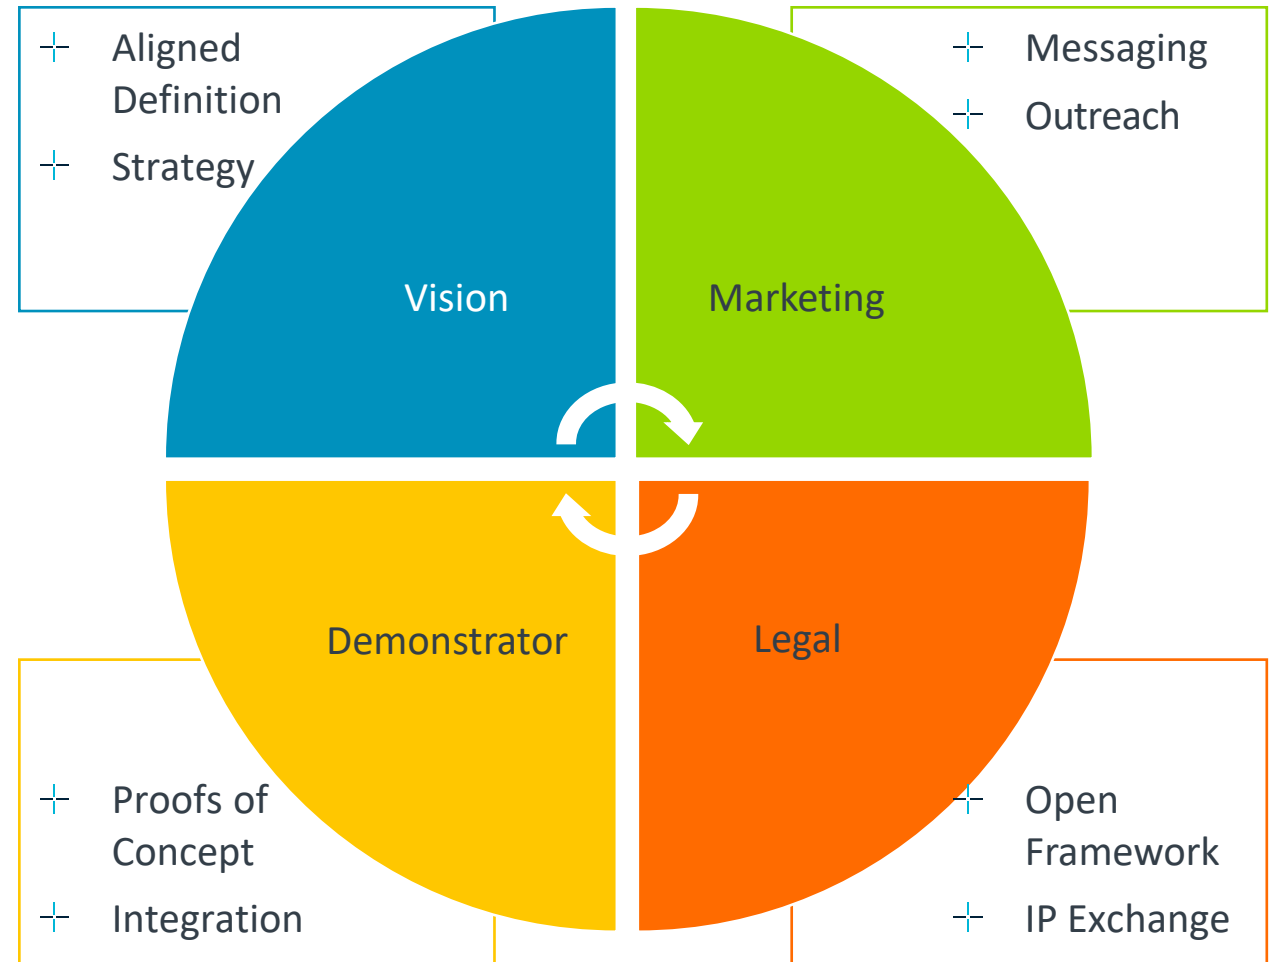 Aligned
Definition
Strategy
Messaging
Outreach
Vision
Marketing
Demonstrator
Legal
Proofs of
Concept
Integration
Open
Framework
IP Exchange